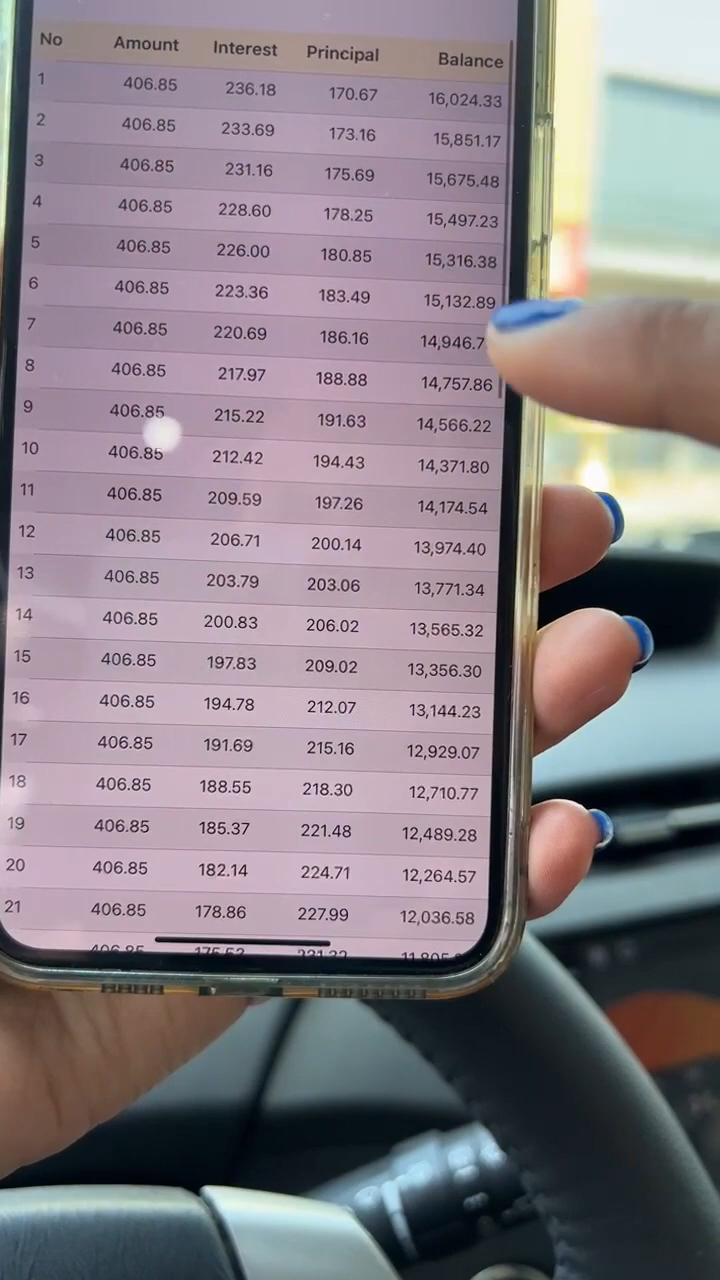 No Amount Interest Principal Balance
1 406.85 236.18 170.67 16,024.33
2 406.85 233.69 173.16 15,851.17
3 406.85 231.16 175.69 15,675.48
4 406.85 228.60 178.25 15,497.23
5 406.85 226.00 180.85 15,316.38
6 406.85 223.36 183.49 15,132.89
7 406.85 220.69 186.16
8 406.85 217.97 188.88 14,757.86
9 406.85 215.22 191.63 14,566.22
10 406.85 212.42 194.43 14,371.80
11 406.85 209.59 197.26 14,174.54
12 406.85 206.71 200.14 13,974.40
13 406.85 203.79 203.06 13,771.34
14 406.85 200.83 206.02 13,565.32
15 406.85 197.83 209.02 13,356.30
16 406.85 194.78 212.07 13,144.23
17 406.85 191.69 215.16 12,929.07
18 406.85 188.55 218.30 12,710.77
19 406.85 185.37 221.48 12,489.28
20 406.85 182.14 224.71 12,264.57
21 406.85 178.86 227.99 12,036.58
406.85